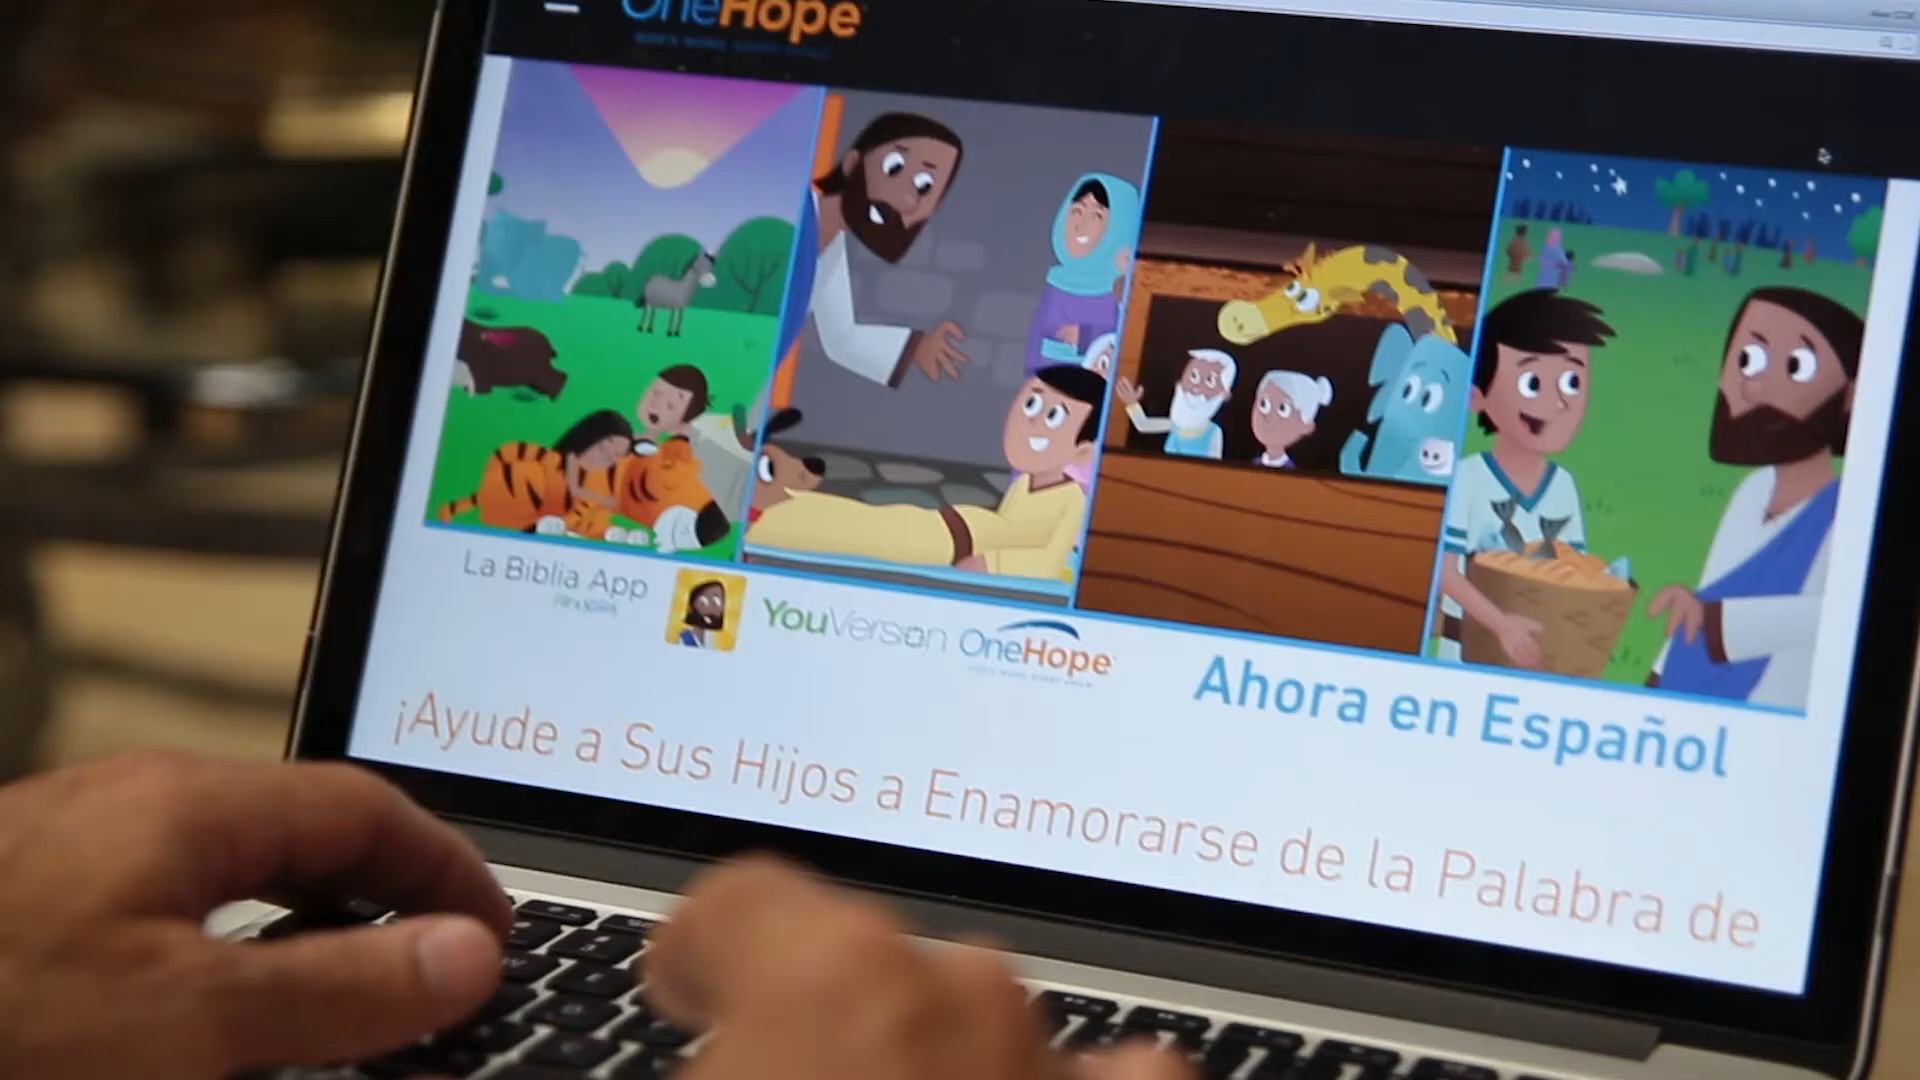 OneHope
La Biblia App
YouVersion OneHope
Ahora en Español
¡Ayude a Sus Hijos a Enamorarse de la Palabra de